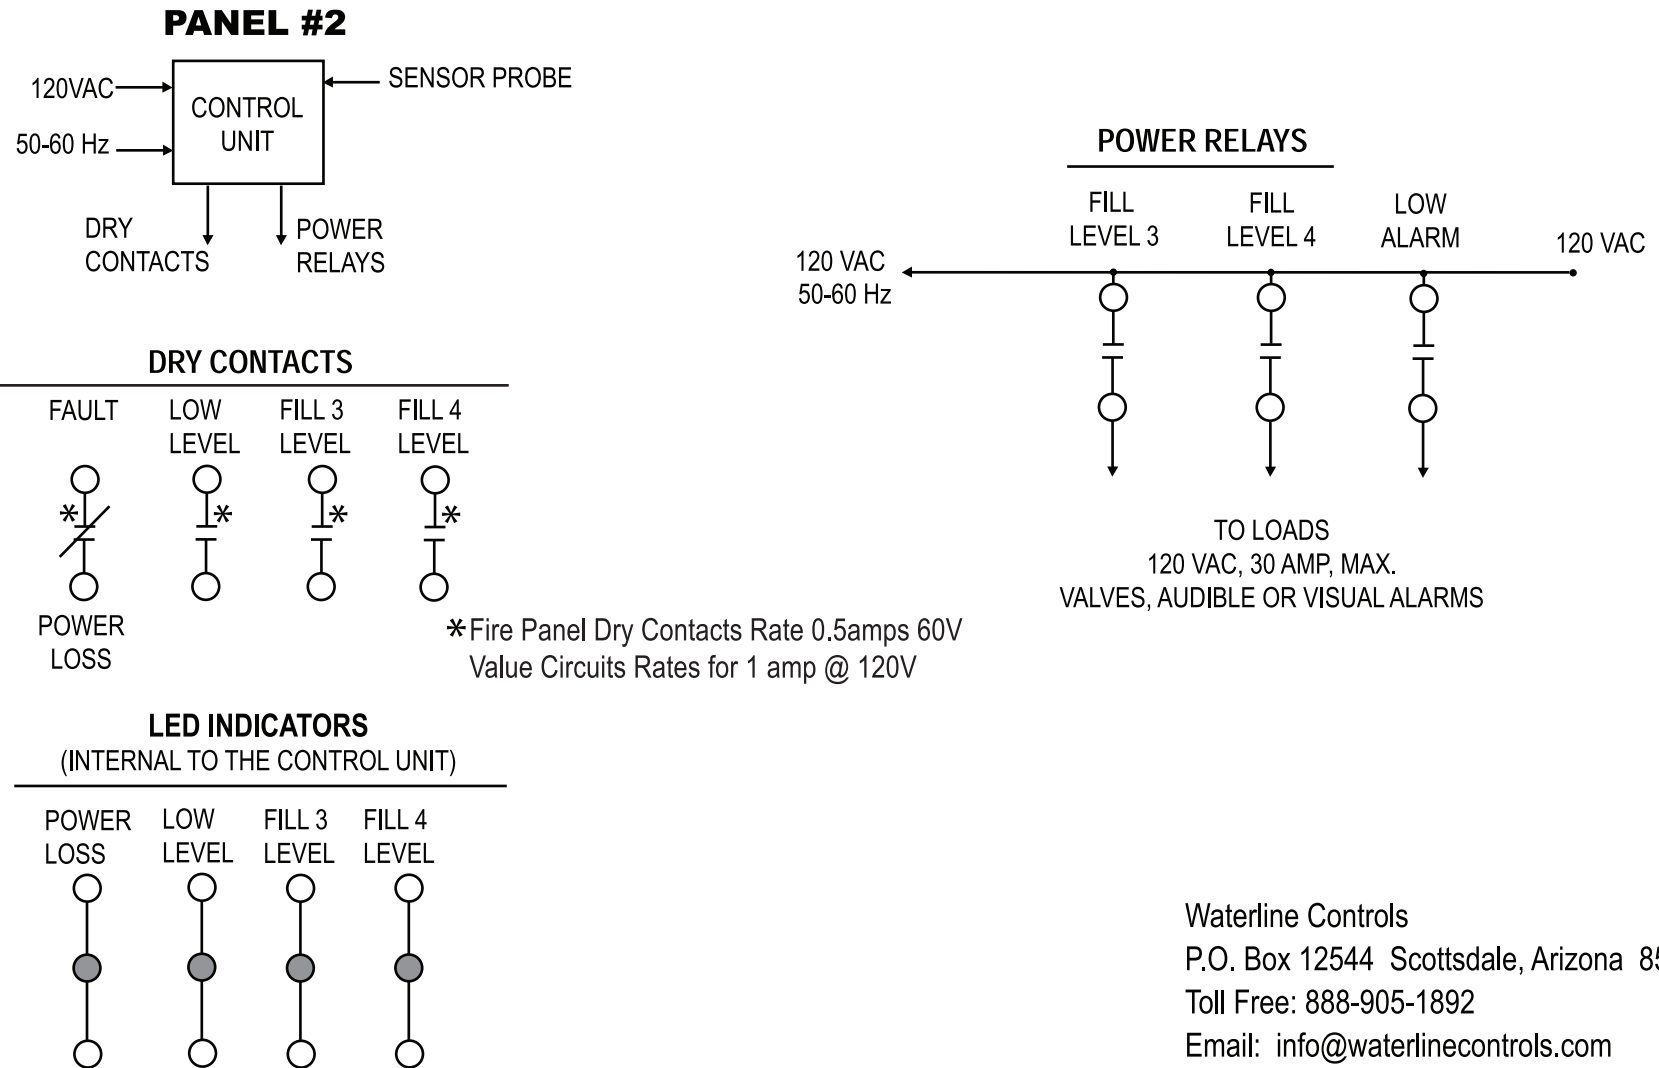 PANEL #2
120VAC
50-60 Hz
CONTROL
UNIT
SENSOR PROBE
DRY
CONTACTS
POWER
RELAYS
DRY CONTACTS
FAULT
LOW
LEVEL
FILL 3
LEVEL
FILL 4
LEVEL
*
*
*
*
POWER
LOSS
*Fire Panel Dry Contacts Rate 0.5amps 60V
Value Circuits Rates for 1 amp @ 120V
LED INDICATORS
(INTERNAL TO THE CONTROL UNIT)
POWER
LOSS
LOW
LEVEL
FILL 3
LEVEL
FILL 4
LEVEL
POWER RELAYS
FILL
LEVEL 3
FILL
LEVEL 4
LOW
ALARM
120 VAC
50-60 Hz
120 VAC
TO LOADS
120 VAC, 30 AMP, MAX.
VALVES, AUDIBLE OR VISUAL ALARMS
Waterline Controls
P.O. Box 12544 Scottsdale, Arizona
Toll Free: 888-905-1892
Email: info@waterlinecontrols.com